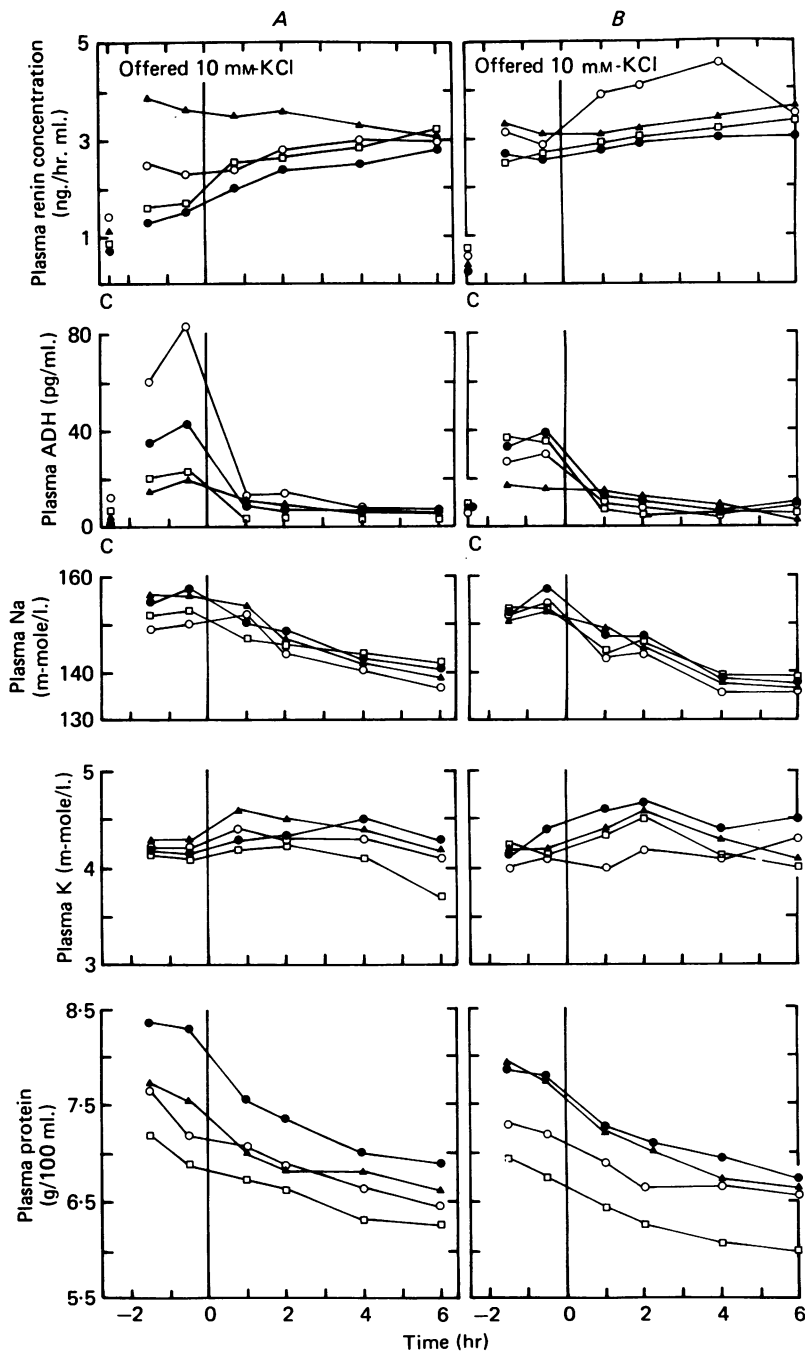 A
B
Plasma renin concentration
(ng./hr. ml.)
5
3
1
Offered 10 mM-KCl
Offered 10 mM-KCl
C
C
Plasma ADH (pg/ml.)
80
40
0
C
C
Plasma Na
(m-mole/l.)
160
140
130
Plasma K (m-mole/l.)
5
4
3
Plasma protein
(g/100 ml.)
8·5
7·5
6·5
5·5
−2 0 2 4 6
−2 0 2 4 6
Time (hr)